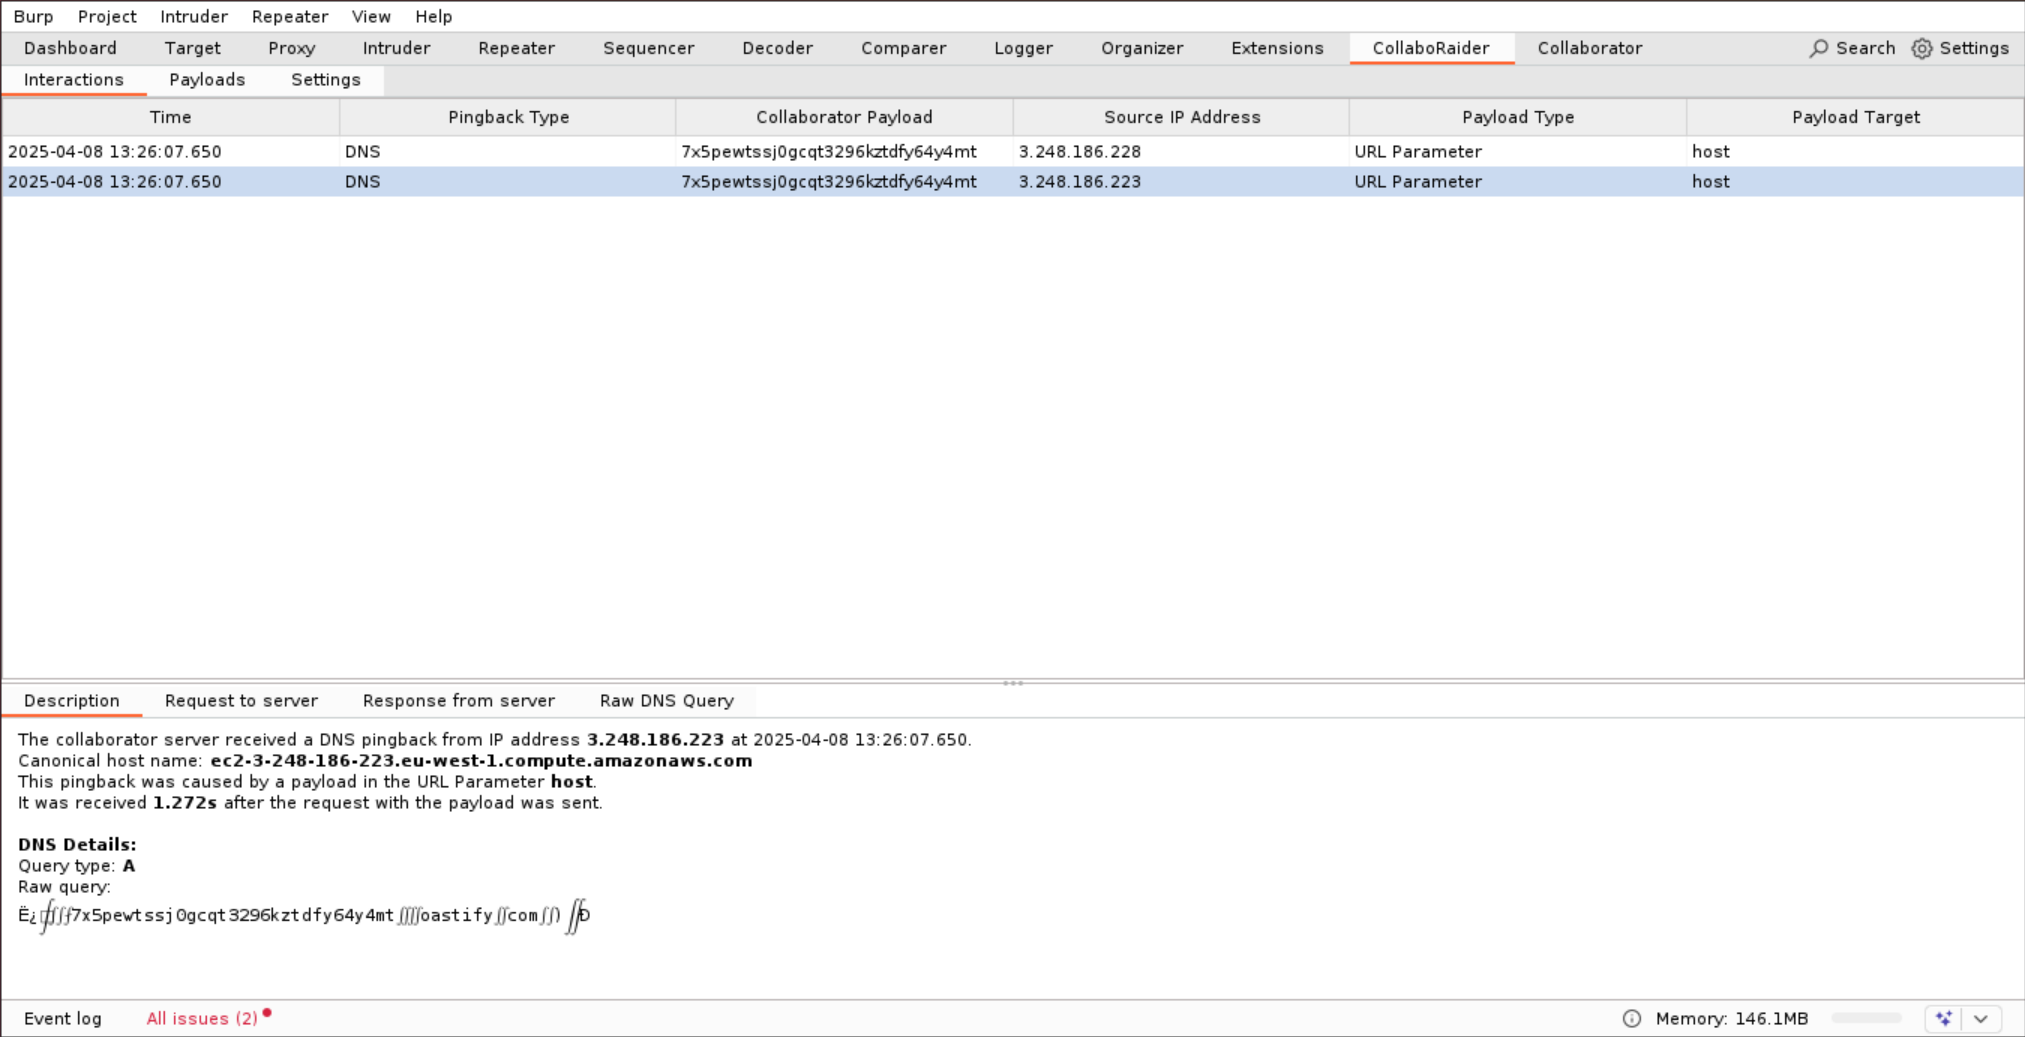 Burp Project Intruder Repeater View Help
Dashboard Target Proxy Intruder Repeater Sequencer Decoder Comparer Logger Organizer Extensions CollaboRaider Collaborator Search Settings
Interactions Payloads Settings
Time Pingback Type Collaborator Payload Source IP Address Payload Type Payload Target
2025-04-08 13:26:07.650 DNS 7x5pewtssj0gcqt3296kztdfy64y4mt 3.248.186.228 URL Parameter host
2025-04-08 13:26:07.650 DNS 7x5pewtssj0gcqt3296kztdfy64y4mt 3.248.186.223 URL Parameter host
Description Request to server Response from server Raw DNS Query
The collaborator server received a DNS pingback from IP address 3.248.186.223 at 2025-04-08 13:26:07.650.
Canonical host name: ec2-3-248-186-223.eu-west-1.compute.amazonaws.com
This pingback was caused by a payload in the URL Parameter host.
It was received 1.272s after the request with the payload was sent.
DNS Details:
Query type: A
Raw query:
7x5pewtssj0gcqt3296kztdfy64y4mt oastify com
Event log All issues (2) Memory: 146.1MB